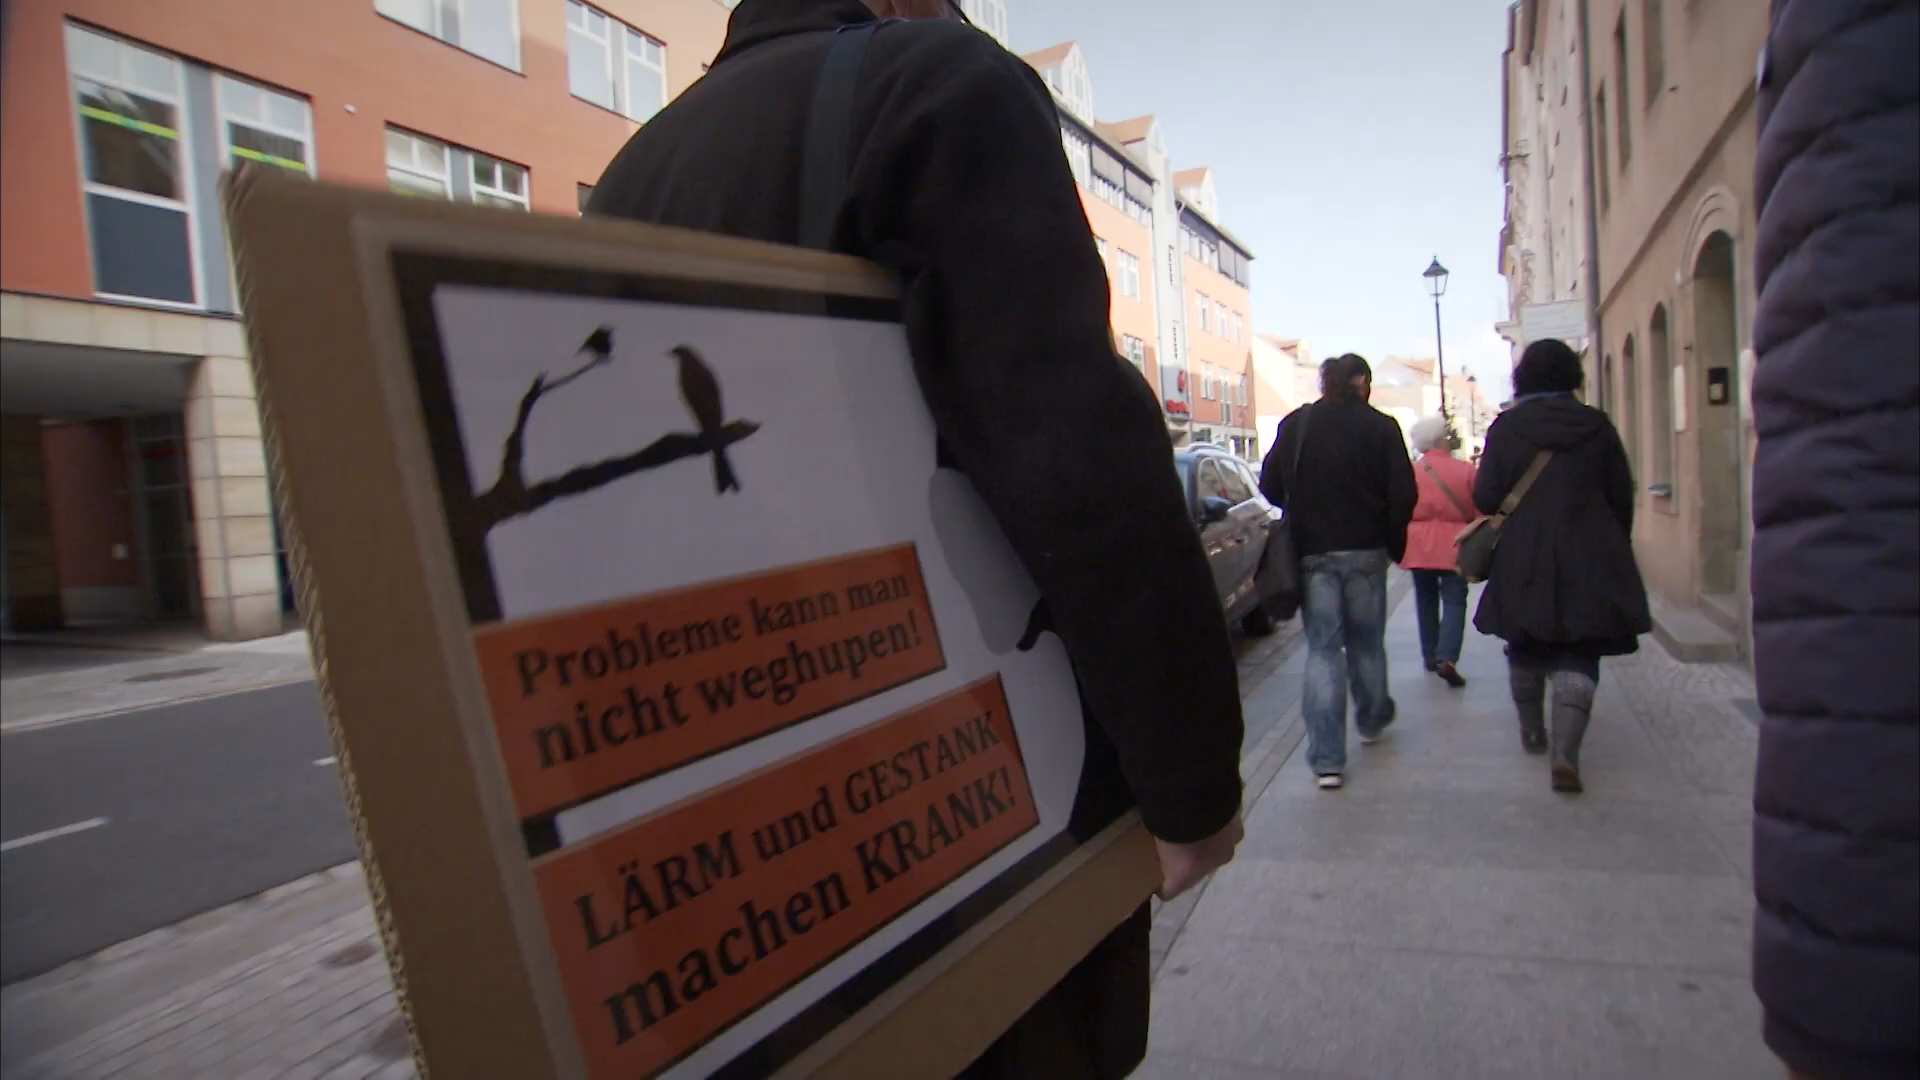 Probleme kann man
nicht weghupen!
LÄRM und GESTANK
machen KRANK!